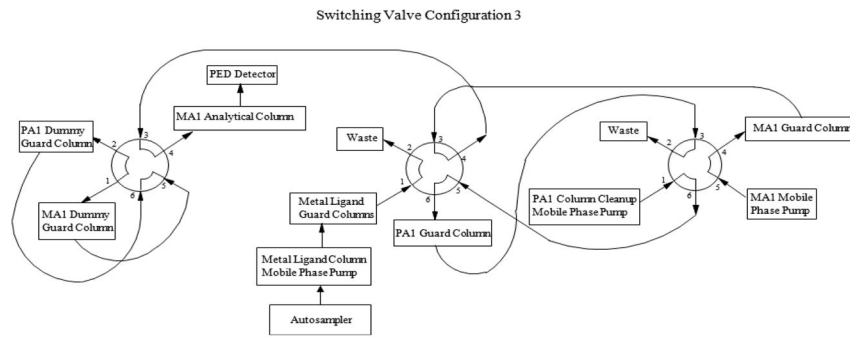 Switching Valve Configuration 3
PED Detector
MA1 Analytical Column
PA1 Dummy
Guard Column
2
3
4
1
6
5
MA1 Dummy
Guard Column
Waste
2
3
4
1
6
5
Metal Ligand
Guard Columns
PA1 Guard Column
Metal Ligand Column
Mobile Phase Pump
Autosampler
Waste
2
3
4
1
6
5
MA1 Guard Column
PA1 Column Cleanup
Mobile Phase Pump
MA1 Mobile
Phase Pump